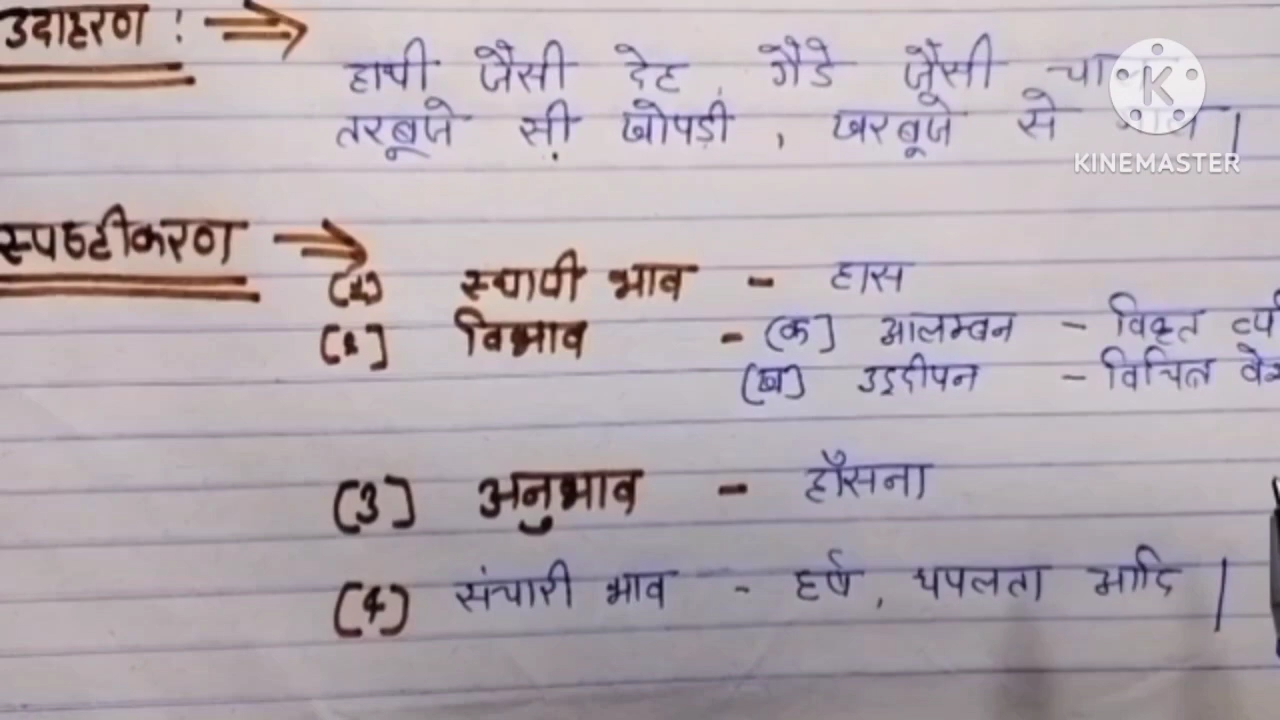 उदाहरण :
हाथी जैसी देह, गैंडे जैसी
KINEMASTER
तरबूजे सी खोपड़ी, खरबूजे से
स्पष्टीकरण
स्थायी भाव - हास
विभाव - (क) आलम्बन - विकृत
(ख) उद्दीपन - विचित्र
(3) अनुभाव - हँसना
(4) संचारी भाव - हर्ष, चपलता आदि |